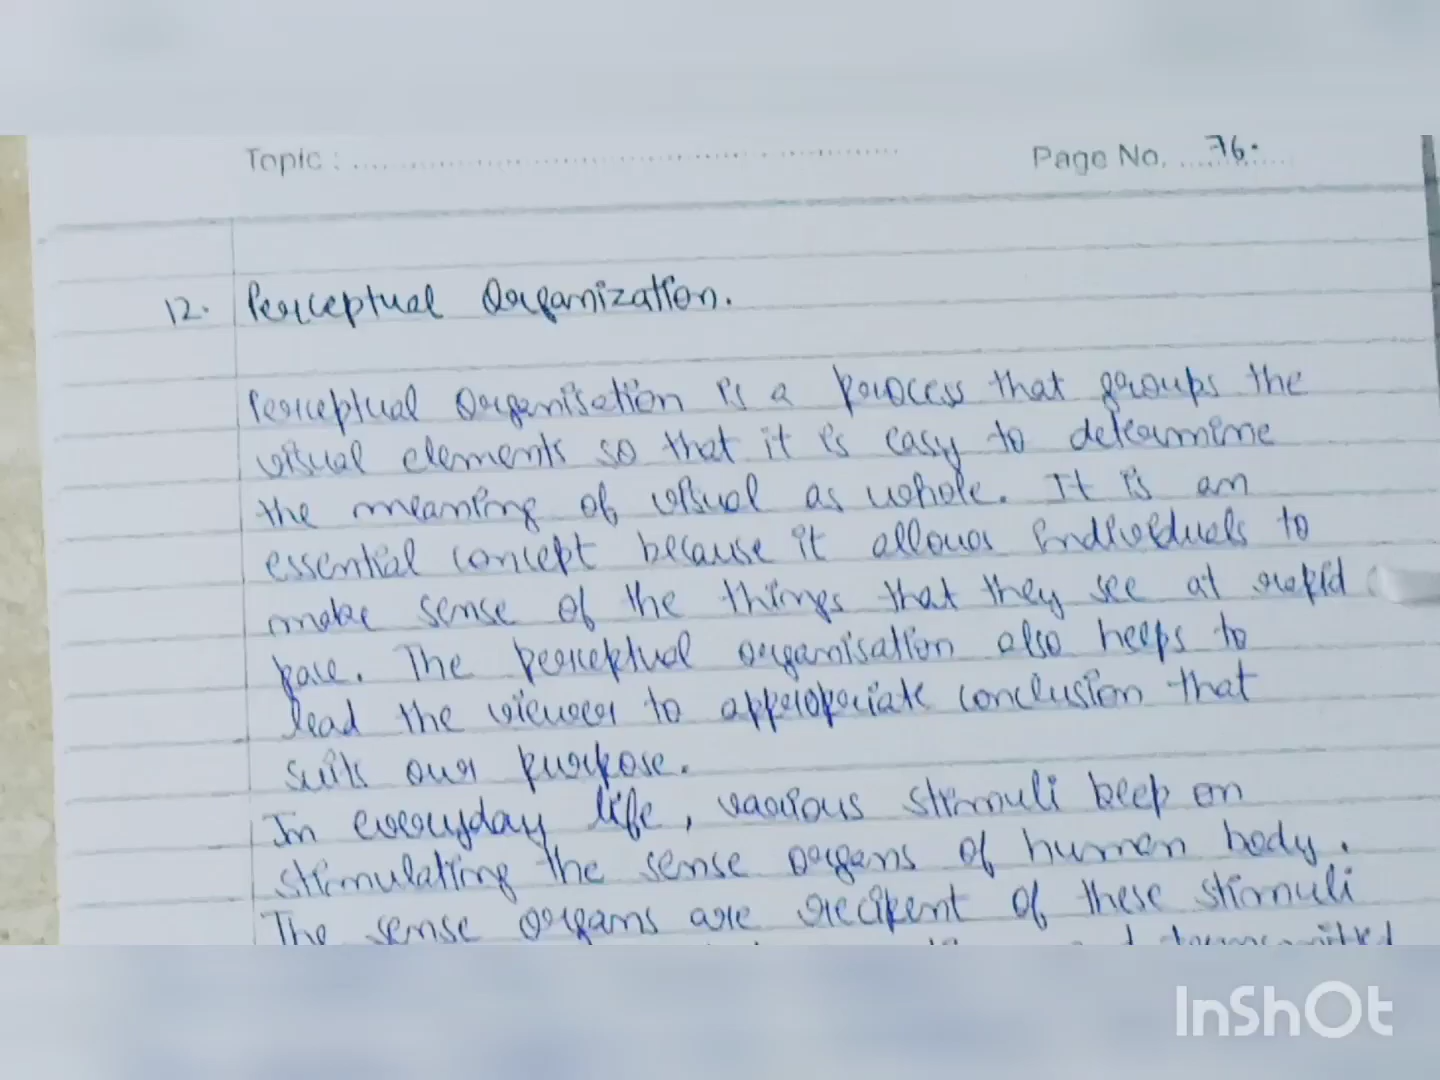 Topic : Page No. 76.
12. Perceptual Organization.
Perceptual Organisation is a process that groups the
visual elements so that it is easy to determine
the meaning of visual as whole. It is an
essential concept because it allows individuals to
make sense of the things that they see at rapid
pace. The perceptual organisation also helps to
lead the viewer to appropriate conclusion that
suits our purpose.
In everyday life, various stimuli keep on
stimulating the sense organs of human body.
The sense organs are recipent of these stimuli
transmitted
InShOt